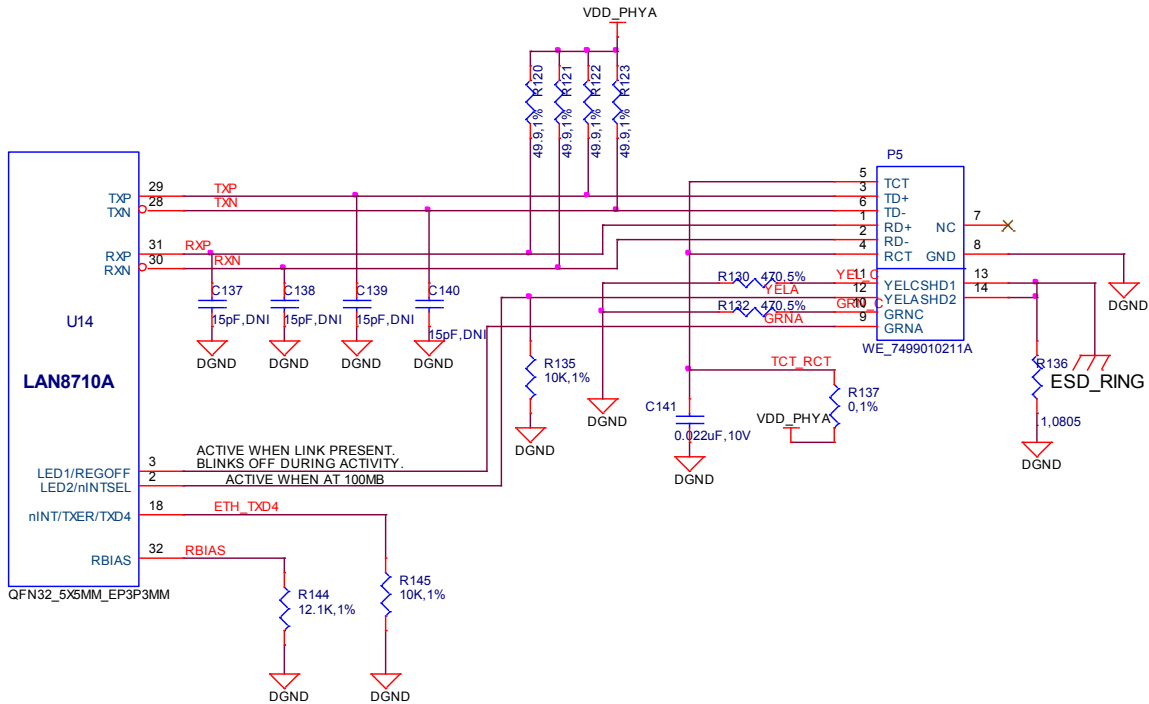 VDD_PHYA
R120
R121
R122
R123
49.9,1%
49.9,1%
49.9,1%
49.9,1%
P5
TXP
29
TXP
TXN
28
TXN
RXP
31
RXP
RXN
30
RXN
5
TCT
3
TD+
6
TD-
1
RD+
2
RD-
4
RCT
NC
7
GND
8
11
YELC
SHD1
13
12
YELA
SHD2
14
10
GRNC
9
GRNA
WE_7499010211A
R130
470,5%
YEL_C
YELA
R132
470,5%
GRN_C
GRNA
DGND
C137
15pF,DNI
C138
15pF,DNI
C139
15pF,DNI
C140
15pF,DNI
DGND
DGND
DGND
DGND
U14
LAN8710A
R135
10K,1%
DGND
DGND
TCT_RCT
C141
0.022uF,10V
DGND
R137
0,1%
VDD_PHYA
R136
1,0805
ESD_RING
DGND
ACTIVE WHEN LINK PRESENT.
BLINKS OFF DURING ACTIVITY.
ACTIVE WHEN AT 100MB
LED1/REGOFF
3
LED2/nINTSEL
2
nINT/TXER/TXD4
18
ETH_TXD4
RBIAS
32
RBIAS
QFN32_5X5MM_EP3P3MM
R144
12.1K,1%
R145
10K,1%
DGND
DGND